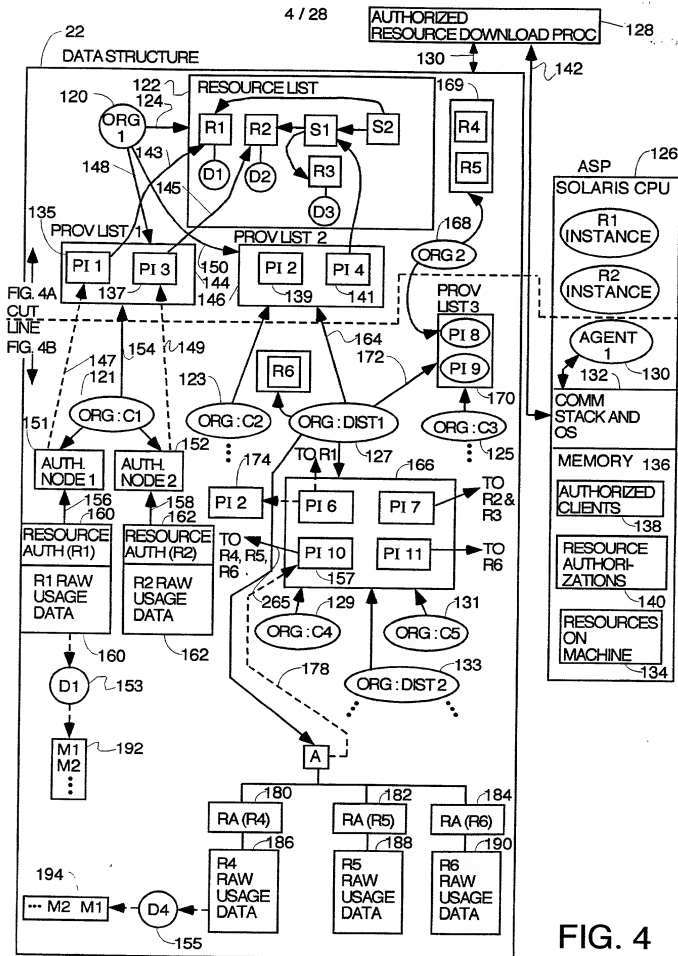 4 / 28
AUTHORIZED
RESOURCE DOWNLOAD PROC
128
22
DATA STRUCTURE
130
142
122
RESOURCE LIST
169
120
124
ORG
1
R1
R2
S1
S2
R4
143
R5
148
D1
D2
R3
ASP
126
145
D3
SOLARIS CPU
135
168
R1
INSTANCE
PROV LIST 1
PROV LIST 2
ORG 2
PI 1
PI 3
150
144
PI 2
PI 4
R2
INSTANCE
FIG. 4A
137
146
139
141
PROV
LIST 3
CUT
LINE
PI 8
FIG. 4B
147
154
149
164
172
PI 9
AGENT
1
121
123
R6
170
132
130
ORG : C1
ORG : C2
ORG : DIST1
ORG : C3
COMM
STACK AND
OS
151
152
127
125
AUTH.
NODE 1
AUTH.
NODE 2
174
TO R1
166
MEMORY 136
156
158
PI 2
PI 6
PI 7
TO
R2 &
R3
AUTHORIZED
CLIENTS
160
162
138
RESOURCE
AUTH (R1)
RESOURCE
AUTH (R2)
TO
R4, R5,
R6
PI 10
PI 11
TO
R6
RESOURCE
AUTHORI-
ZATIONS
R1 RAW
USAGE
DATA
R2 RAW
USAGE
DATA
157
140
265
129
131
RESOURCES
ON
MACHINE
160
162
ORG : C4
ORG : C5
134
D1
153
178
133
ORG : DIST 2
M1
M2
192
A
180
182
184
RA (R4)
RA (R5)
RA (R6)
186
188
190
194
R4
RAW
USAGE
DATA
R5
RAW
USAGE
DATA
R6
RAW
USAGE
DATA
••• M2 M1
D4
155
FIG. 4